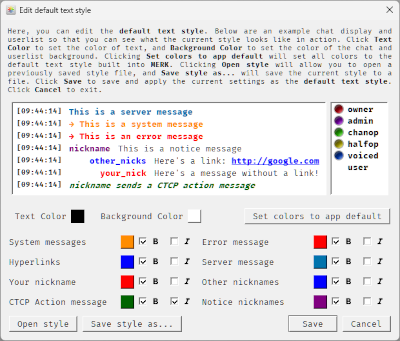 Edit default text style
Here, you can edit the default text style. Below are an example chat display and
userlist so that you can see what the current style looks like in action. Click Text
Color to set the color of text, and Background Color to set the color of the chat and
userlist background. Clicking Set colors to app default will set all colors to the
default text style built into MERK. Clicking Open style will allow you to open a
previously saved style file, and Save style as... will save the current style to a
file. Click Save to save and apply the current settings as the default text style.
Click Cancel to exit.
[09:44:14] This is a server message
[09:44:14] → This is a system message
[09:44:14] → This is an error message
[09:44:14] nickname This is a notice message
[09:44:14] other_nicks Here's a link: http://google.com
[09:44:14] your_nick Here's a message without a link!
[09:44:14] nickname sends a CTCP action message
owner
admin
chanop
halfop
voiced
user
Text Color Background Color Set colors to app default
System messages B I Error message B I
Hyperlinks B I Server message B I
Your nickname B I Other nicknames B I
CTCP Action message B I Notice nicknames B I
Open style Save style as... Save Cancel